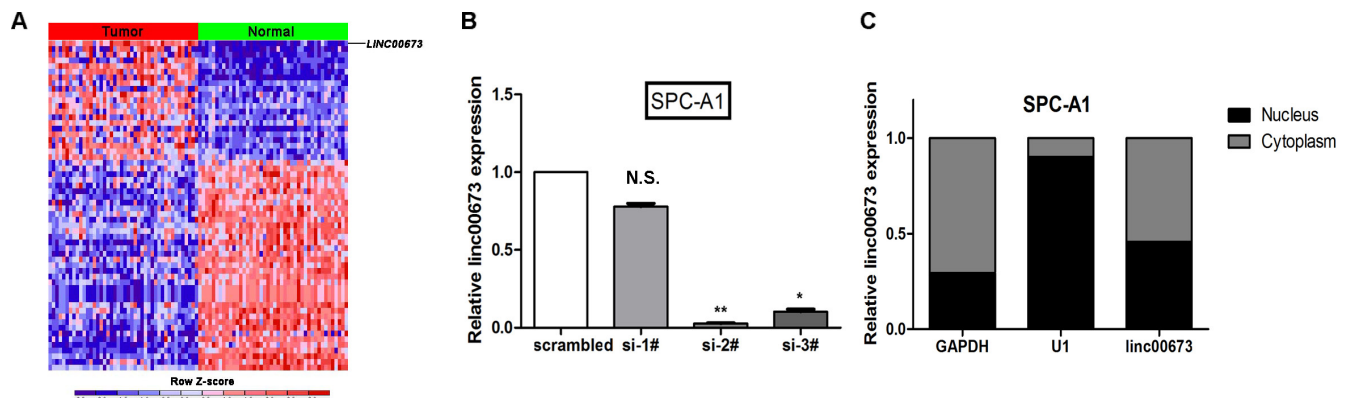 A
Tumor
Normal
LINC00673
Row Z-score
B
Relative linc00673 expression
1.5
1.0
0.5
0.0
SPC-A1
N.S.
**
*
scrambled
si-1#
si-2#
si-3#
C
Relative linc00673 expression
1.0
0.5
0.0
SPC-A1
Nucleus
Cytoplasm
GAPDH
U1
linc00673